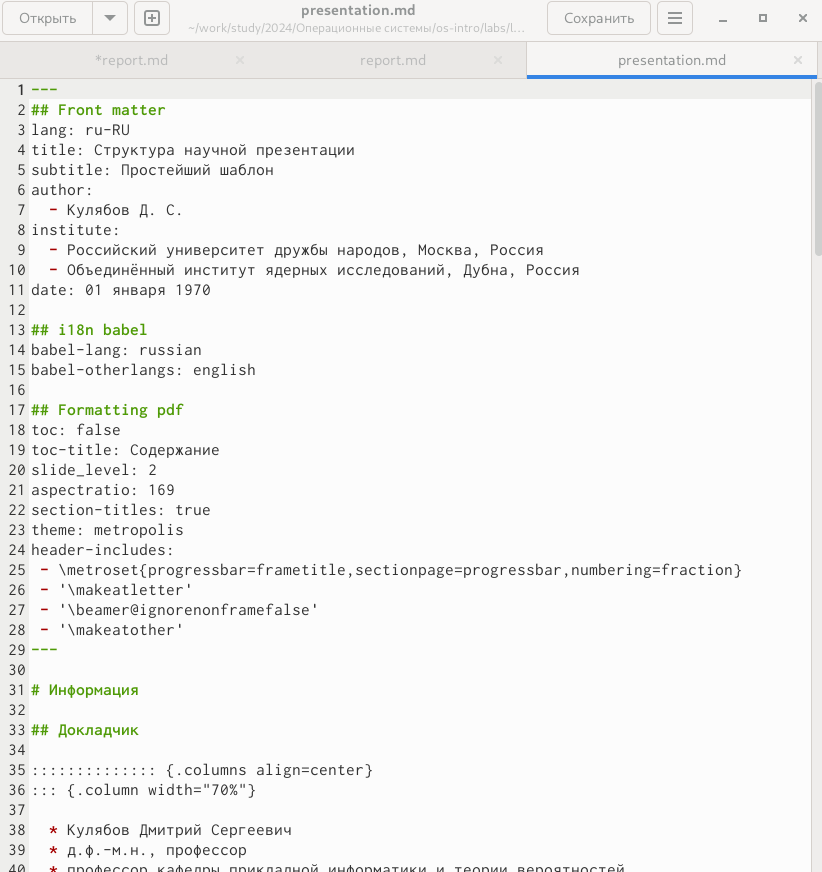 Открыть
presentation.md
~/work/study/2024/Операционные системы/os-intro/labs/l…
Сохранить
*report.md
report.md
presentation.md
1 ---
2 ## Front matter
3 lang: ru-RU
4 title: Структура научной презентации
5 subtitle: Простейший шаблон
6 author:
7   - Кулябов Д. С.
8 institute:
9   - Российский университет дружбы народов, Москва, Россия
10   - Объединённый институт ядерных исследований, Дубна, Россия
11 date: 01 января 1970
12
13 ## i18n babel
14 babel-lang: russian
15 babel-otherlangs: english
16
17 ## Formatting pdf
18 toc: false
19 toc-title: Содержание
20 slide_level: 2
21 aspectratio: 169
22 section-titles: true
23 theme: metropolis
24 header-includes:
25  - \metroset{progressbar=frametitle,sectionpage=progressbar,numbering=fraction}
26  - '\makeatletter'
27  - '\beamer@ignorenonframefalse'
28  - '\makeatother'
29 ---
30
31 # Информация
32
33 ## Докладчик
34
35 :::::::::::::: {.columns align=center}
36 ::: {.column width="70%"}
37
38   * Кулябов Дмитрий Сергеевич
39   * д.ф.-м.н., профессор
40   * профессор кафедры прикладной информатики и теории вероятностей